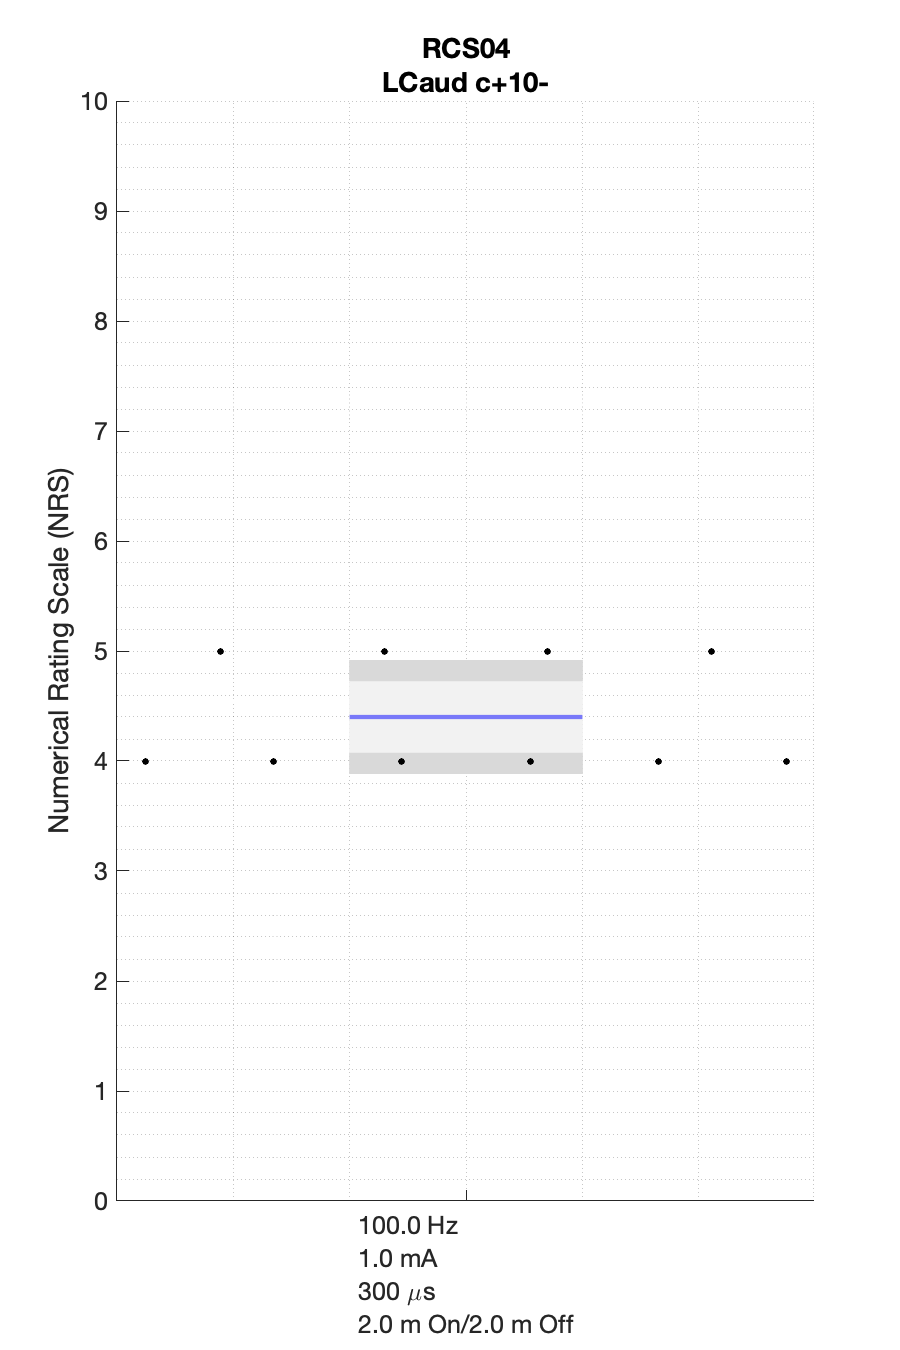 RCS04
LCaud c+10-
10
9
8
7
6
5
4
3
2
1
0
Numerical Rating Scale (NRS)
100.0 Hz
1.0 mA
300 μs
2.0 m On/2.0 m Off